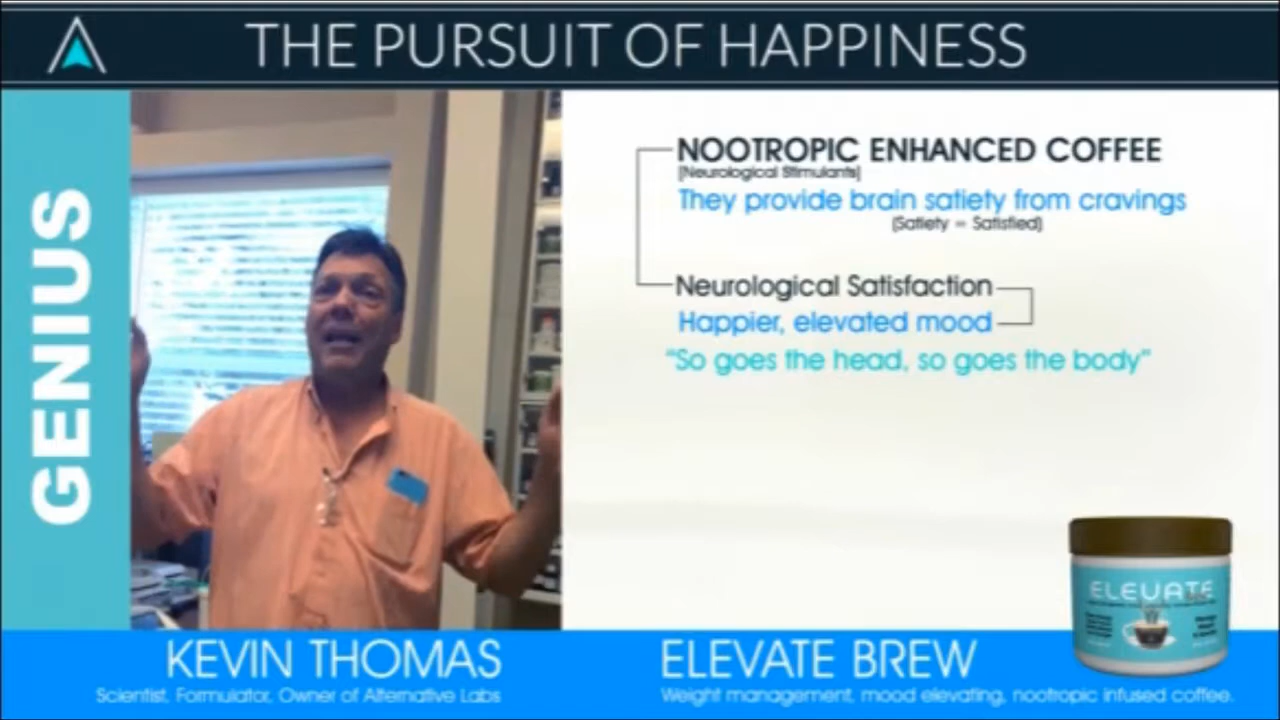 THE PURSUIT OF HAPPINESS
GENIUS
NOOTROPIC ENHANCED COFFEE
[Neurological Stimulants]
They provide brain satiety from cravings
(Satiety = Satisfied)
Neurological Satisfaction
Happier, elevated mood
“So goes the head, so goes the body”
ELEVATE
KEVIN THOMAS
Scientist, Formulator, Owner of Alternative Labs
ELEVATE BREW
Weight management, mood elevating, nootropic infused coffee.